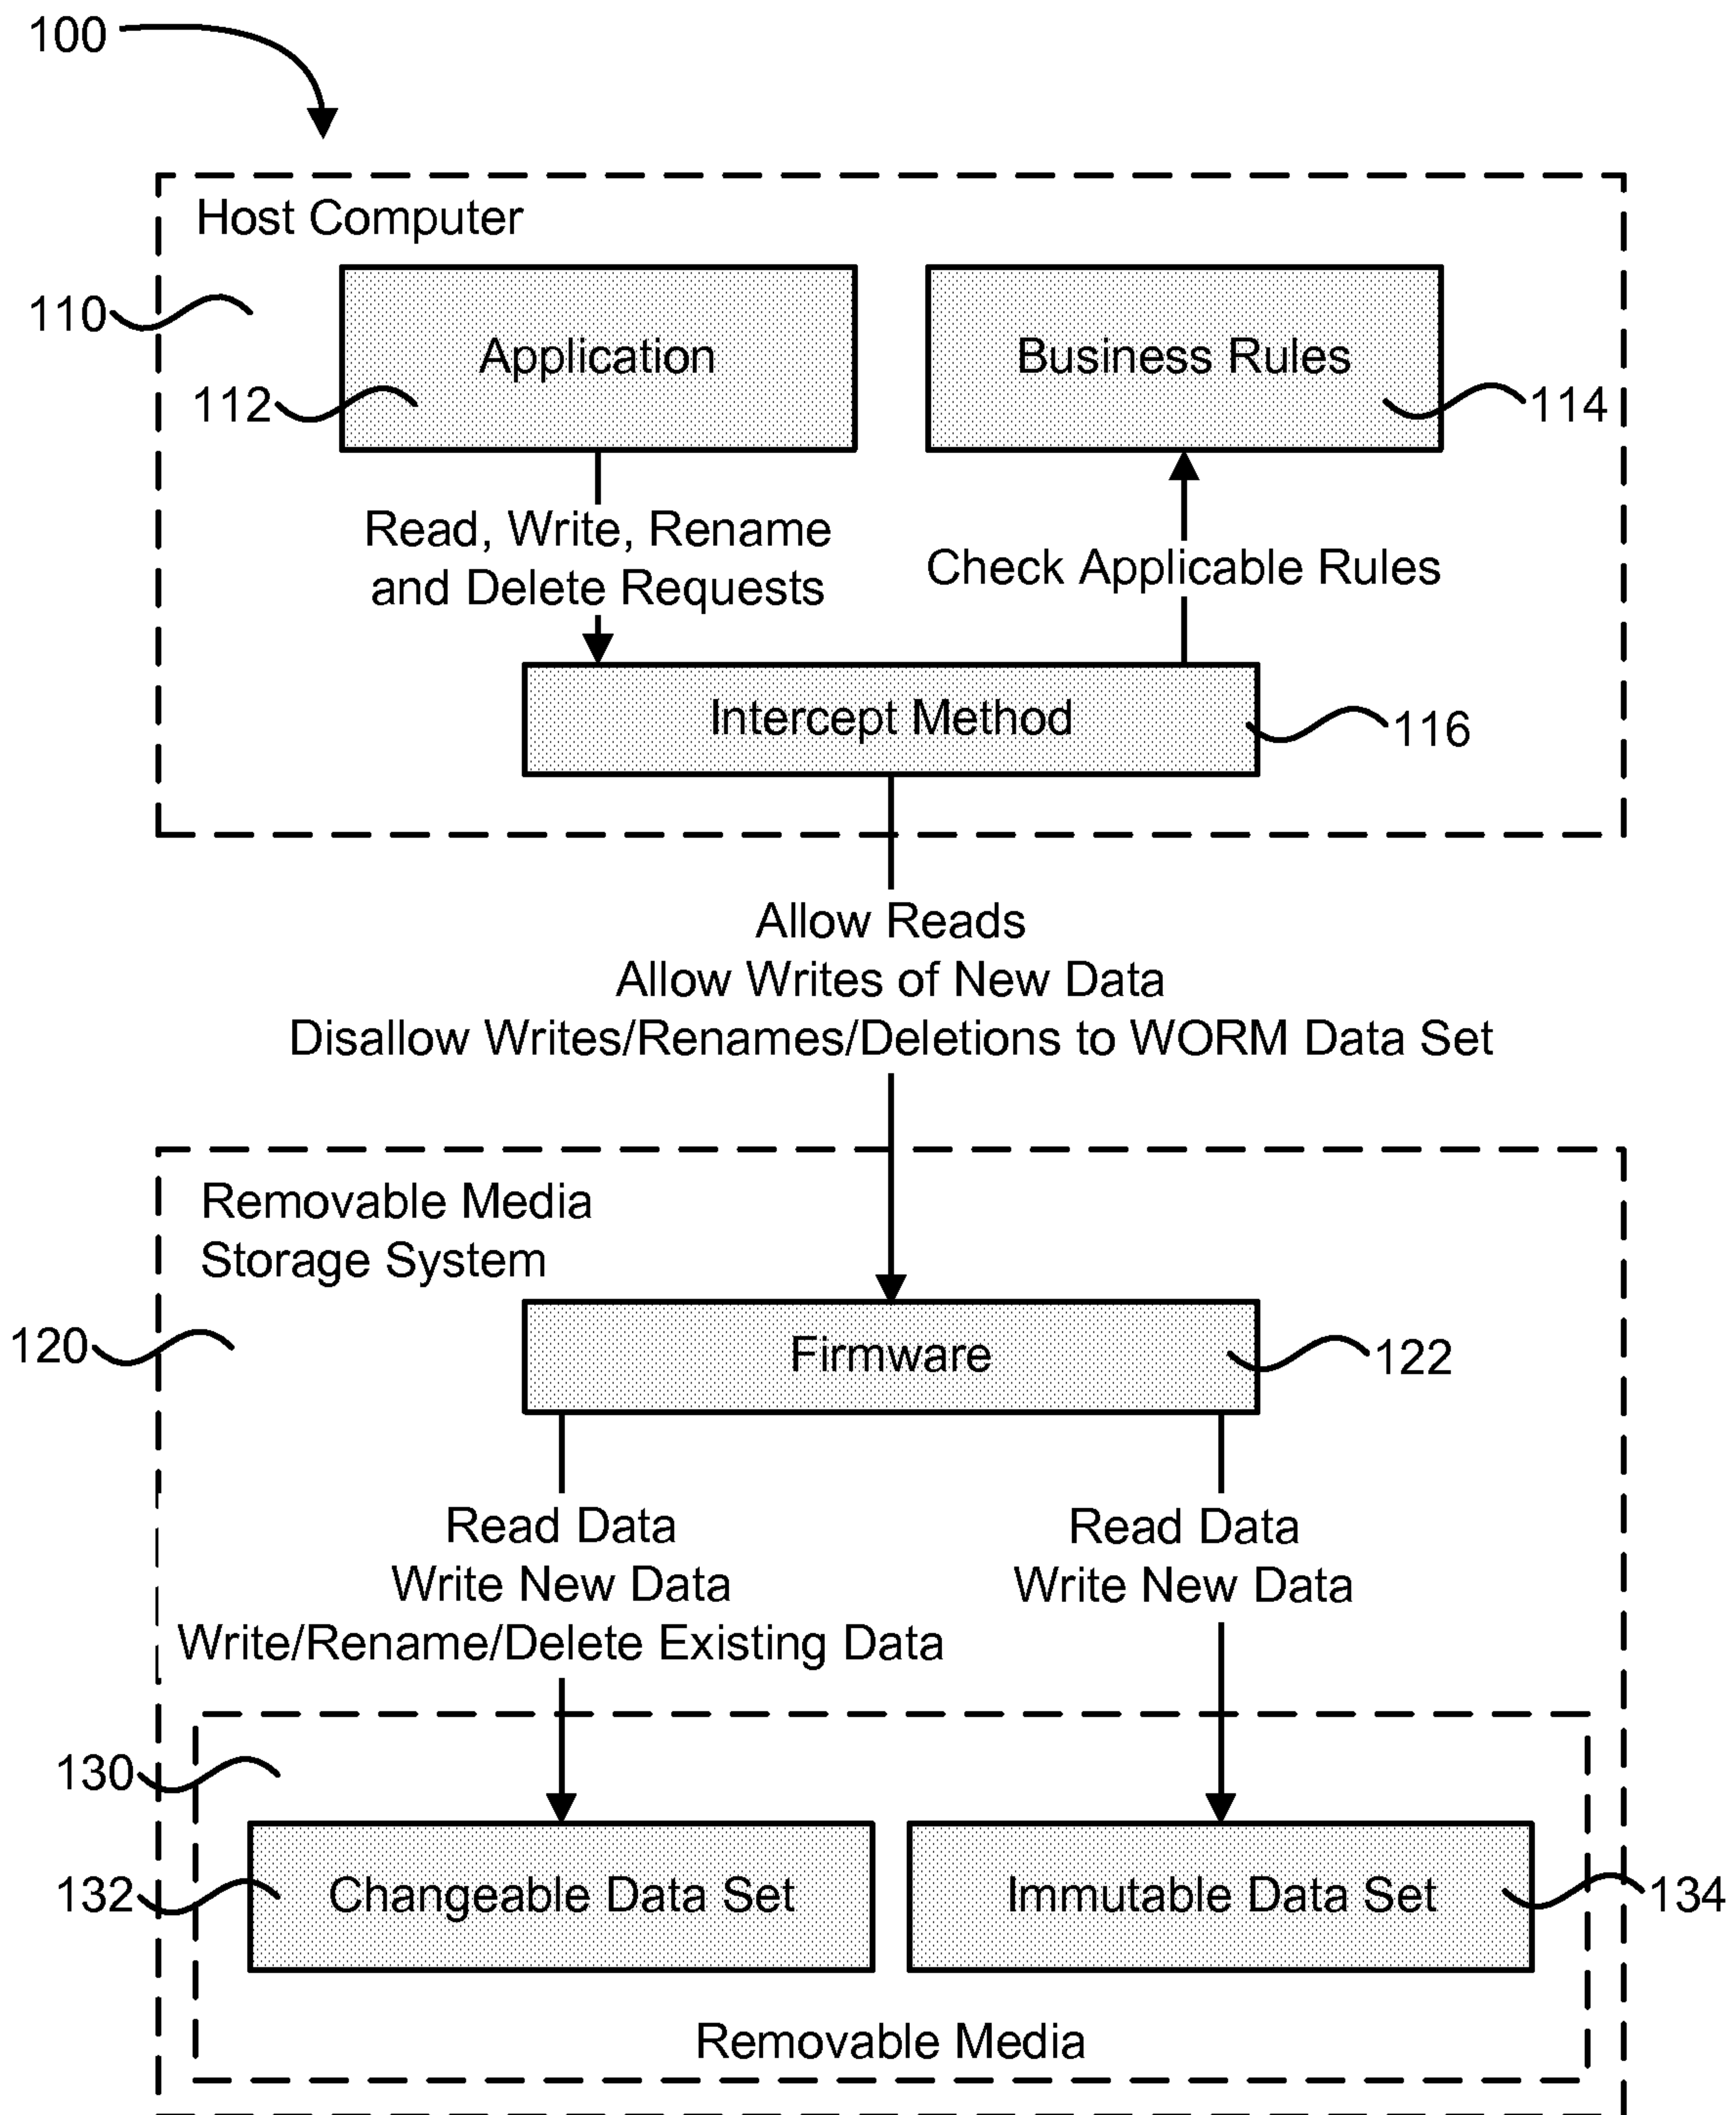 100
Host Computer
110
Application
Business Rules
112
114
Read, Write, Rename
and Delete Requests
Check Applicable Rules
Intercept Method
116
Allow Reads
Allow Writes of New Data
Disallow Writes/Renames/Deletions to WORM Data Set
Removable Media
Storage System
120
Firmware
122
Read Data
Write New Data
Write/Rename/Delete Existing Data
Read Data
Write New Data
130
132
Changeable Data Set
Immutable Data Set
134
Removable Media